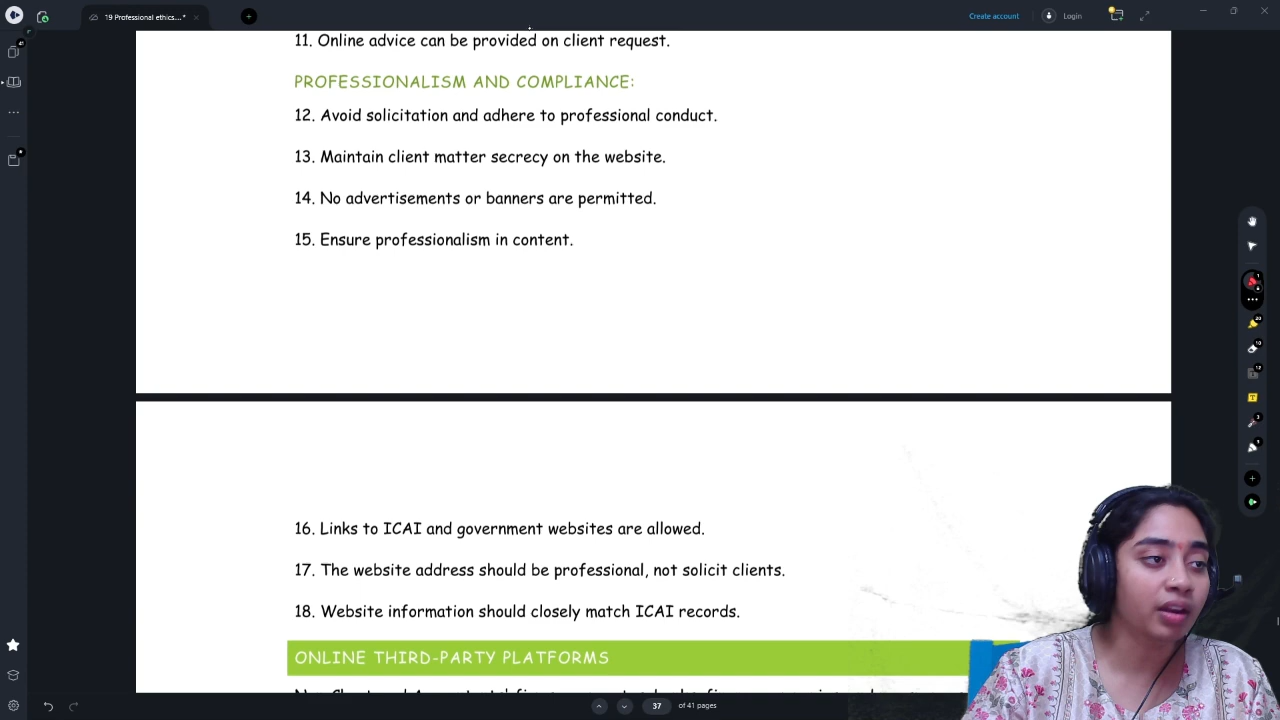 19 Professional ethics....*
Create account
Login
11. Online advice can be provided on client request.
PROFESSIONALISM AND COMPLIANCE:
12. Avoid solicitation and adhere to professional conduct.
13. Maintain client matter secrecy on the website.
14. No advertisements or banners are permitted.
15. Ensure professionalism in content.
16. Links to ICAI and government websites are allowed.
17. The website address should be professional, not solicit clients.
18. Website information should closely match ICAI records.
ONLINE THIRD-PARTY PLATFORMS
37 of 41 pages